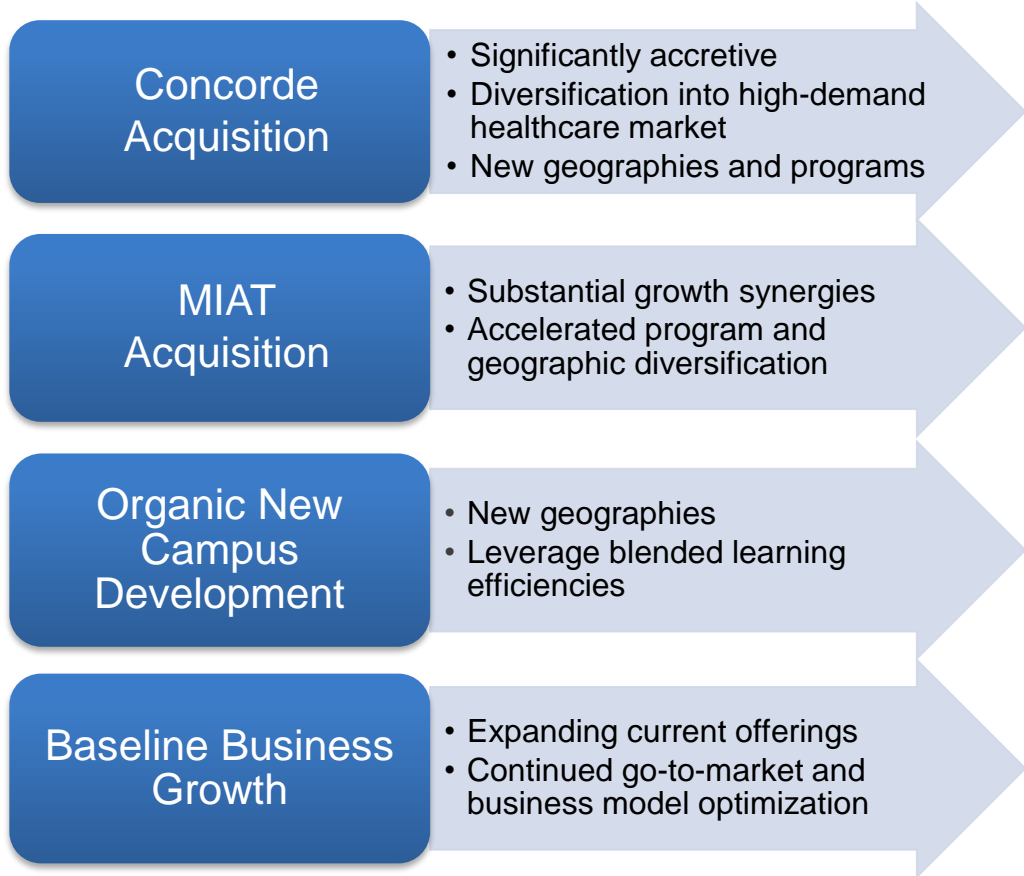 Concorde
Acquisition
• Significantly accretive
• Diversification into high-demand
healthcare market
• New geographies and programs
MIAT
Acquisition
• Substantial growth synergies
• Accelerated program and
geographic diversification
Organic New
Campus
Development
• New geographies
• Leverage blended learning
efficiencies
Baseline Business
Growth
• Expanding current offerings
• Continued go-to-market and
business model optimization